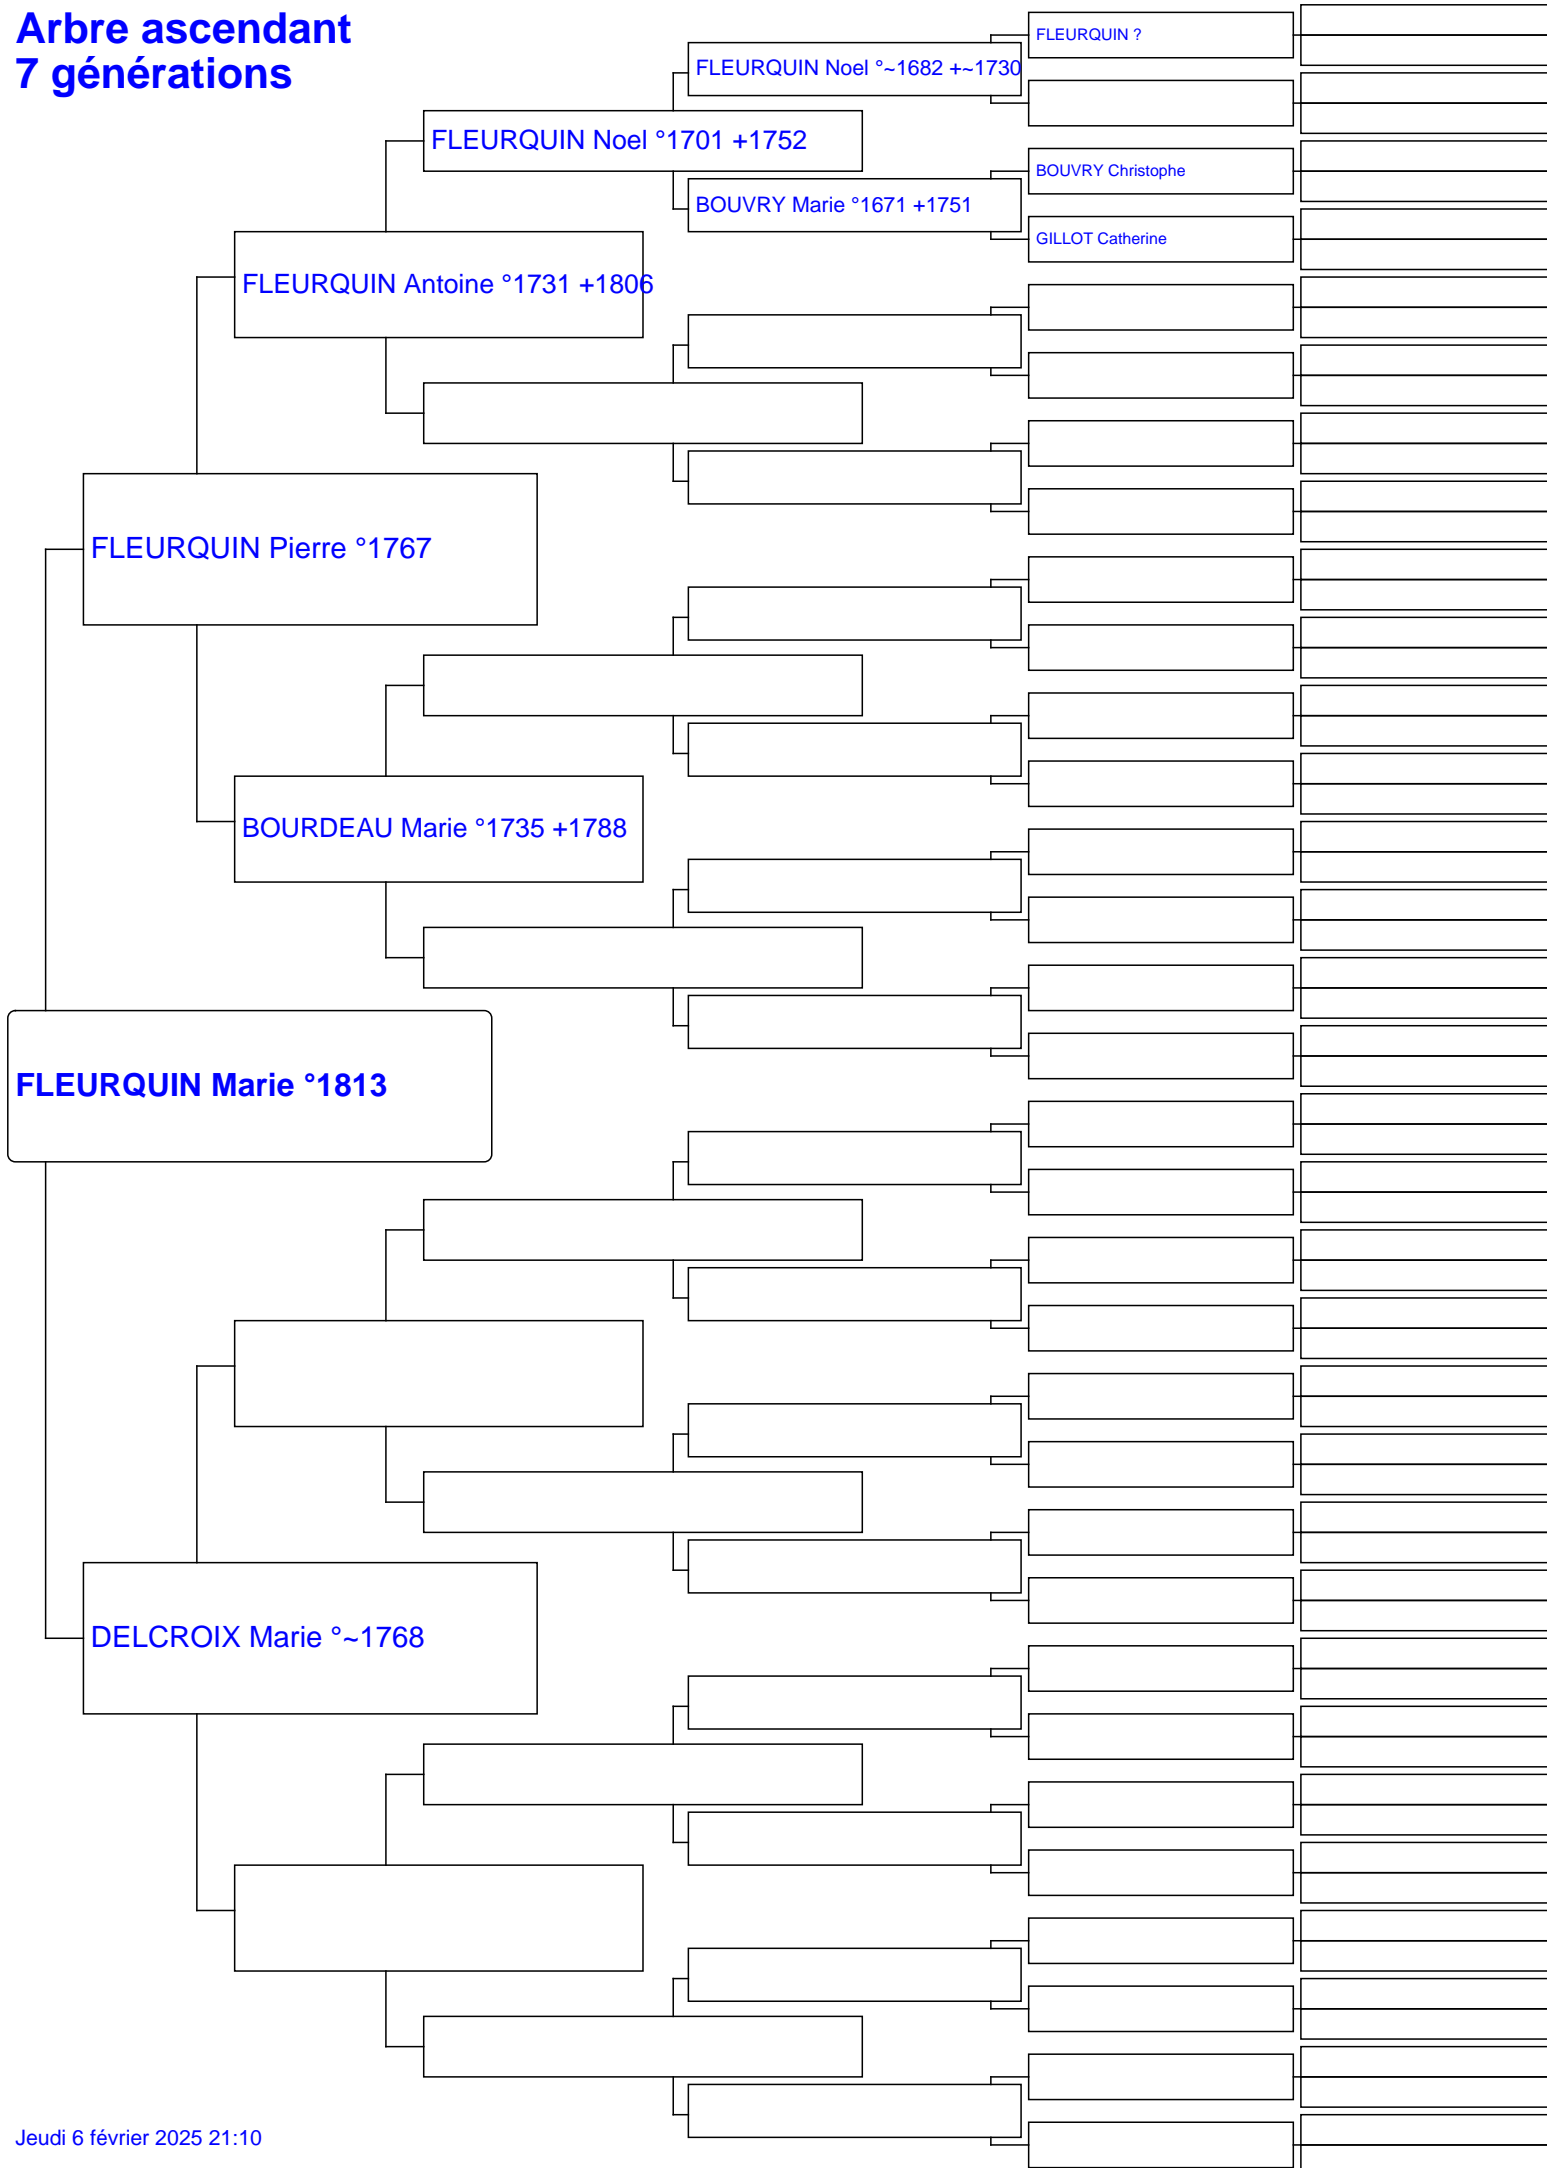 Arbre ascendant
7 générations
FLEURQUIN ?
FLEURQUIN Noel °~1682 +~1730
FLEURQUIN Noel °1701 +1752
BOUVRY Christophe
BOUVRY Marie °1671 +1751
GILLOT Catherine
FLEURQUIN Antoine °1731 +1806
FLEURQUIN Pierre °1767
BOURDEAU Marie °1735 +1788
FLEURQUIN Marie °1813
DELCROIX Marie °~1768
Jeudi 6 février 2025 21:10